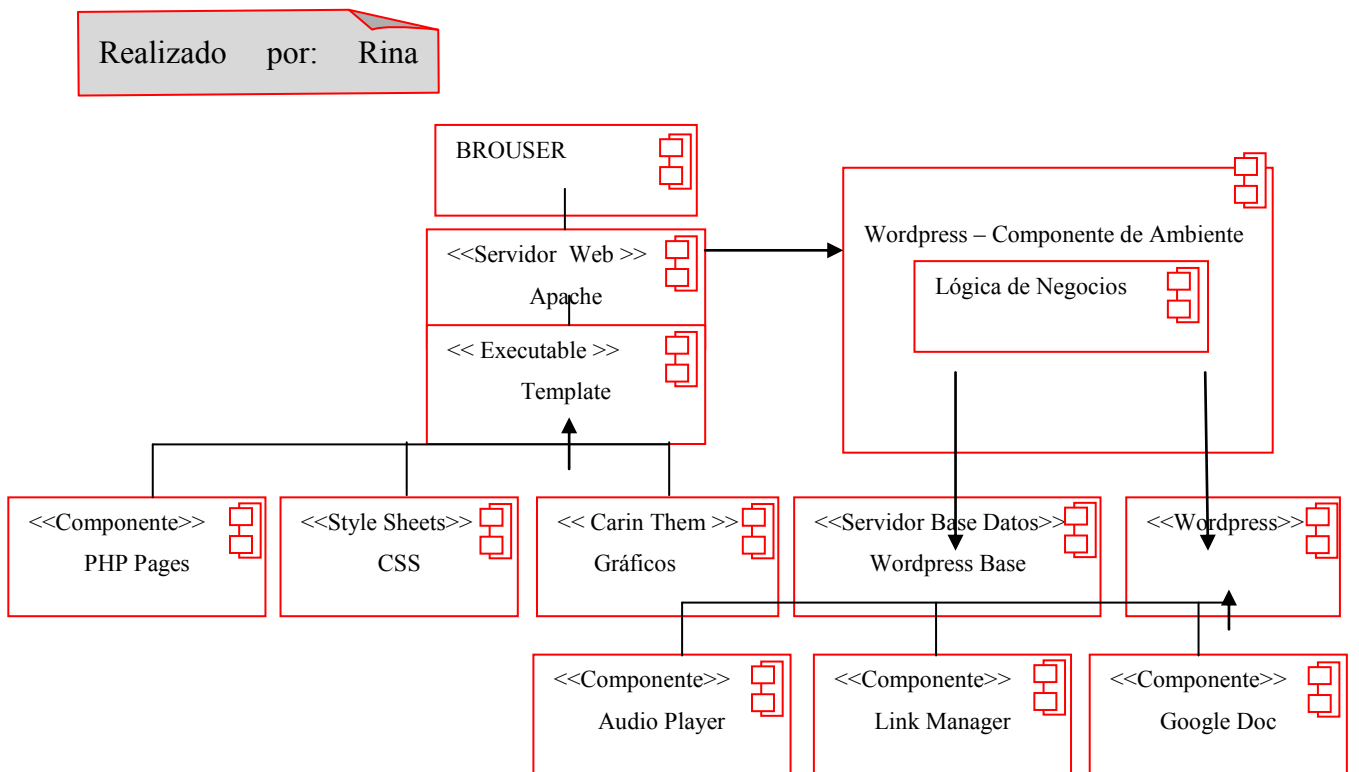 Realizado por: Rina
BROUSER
<<Servidor Web >>
Apache
<< Executable >>
Template
Wordpress – Componente de Ambiente
Lógica de Negocios
<<Componente>>
PHP Pages
<<Style Sheets>>
CSS
<< Carin Them >>
Gráficos
<<Servidor Base Datos>>
Wordpress Base
<<Wordpress>>
<<Componente>>
Audio Player
<<Componente>>
Link Manager
<<Componente>>
Google Doc